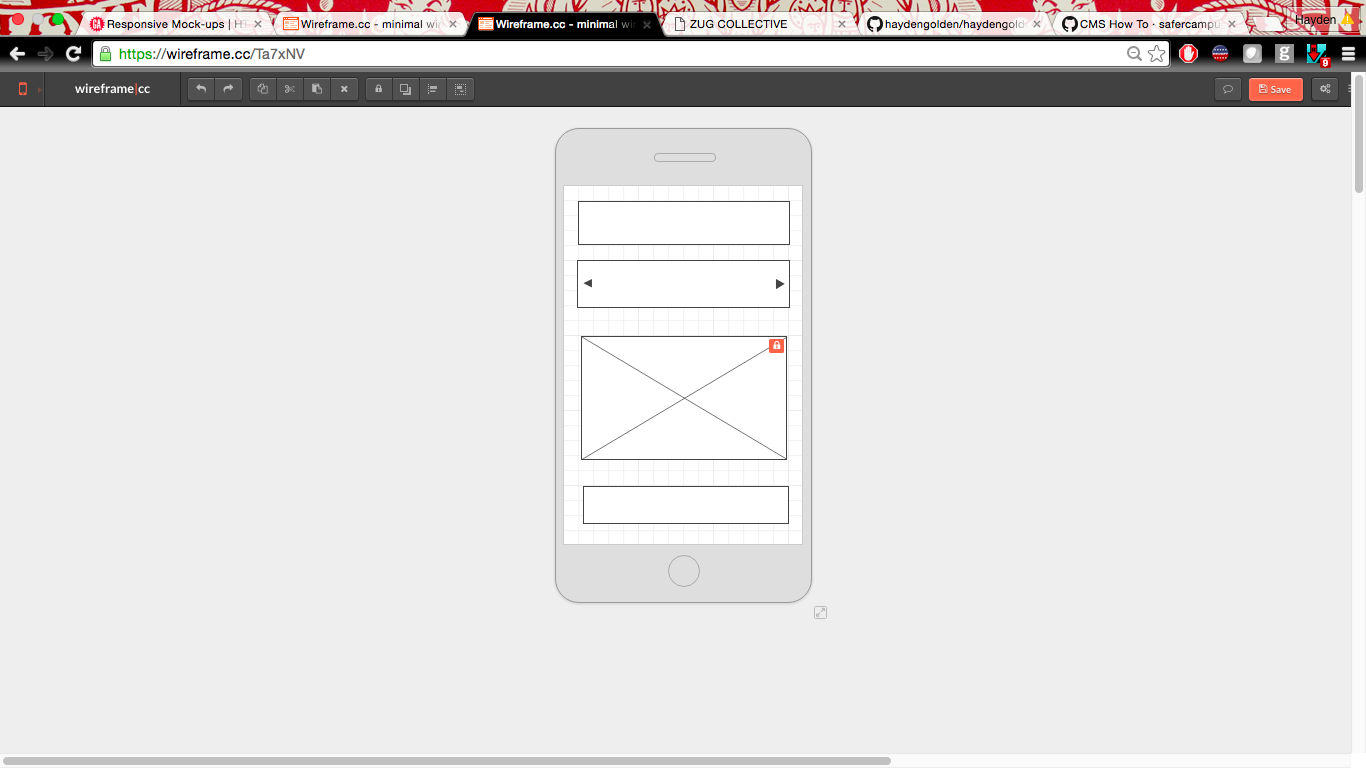 Responsive Mock-ups | H
Wireframe.cc - minimal wi
Wireframe.cc - minimal wi
ZUG COLLECTIVE
haydengolden/haydengold
CMS How To · safercampu
Hayden
https://wireframe.cc/Ta7xNV
9
wireframe|cc
Save